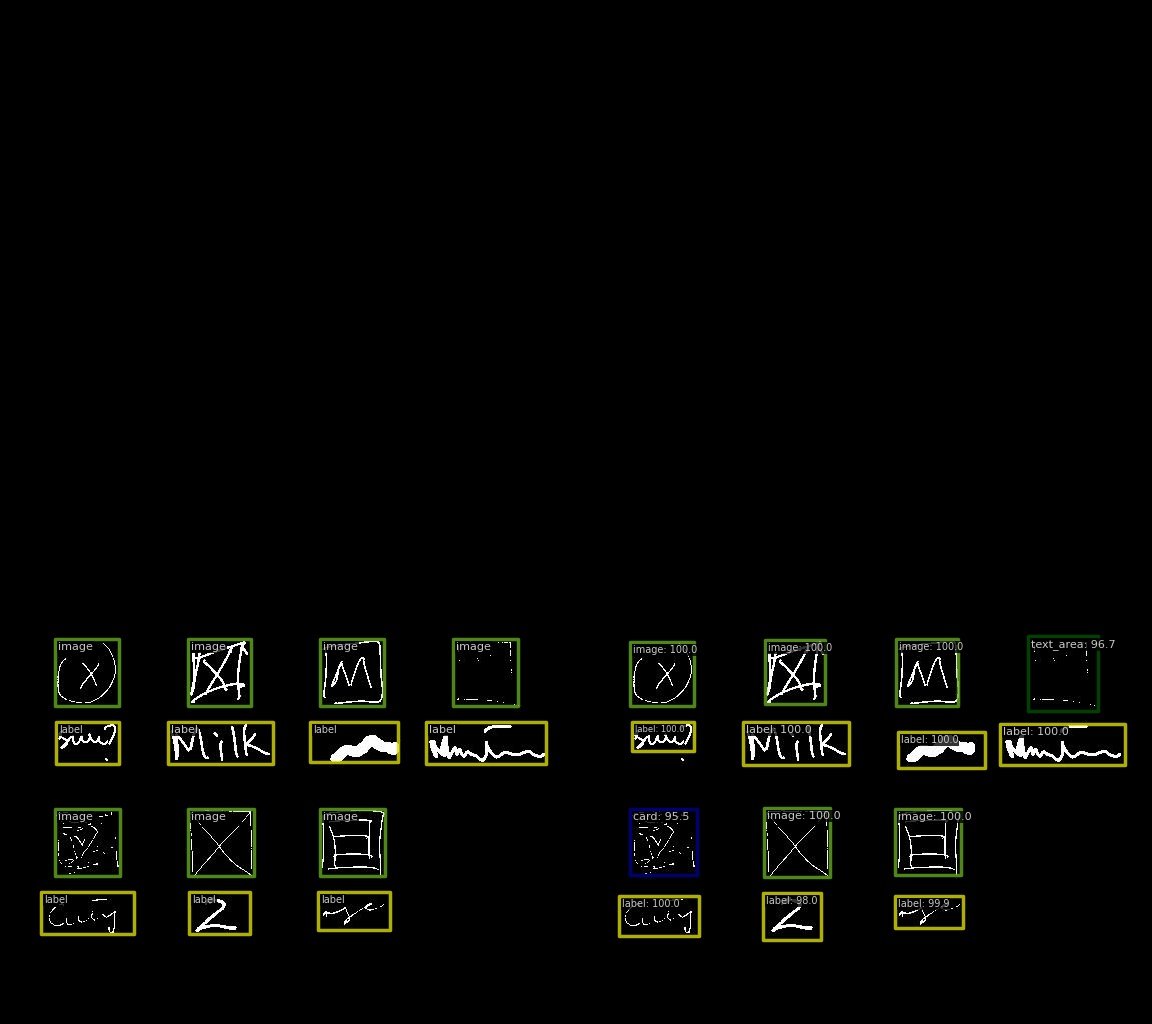 image image image image image: 100.0 image: 100.0 image: 100.0 text_area: 96.7
X M X M
label label label label label: 100.0 label: 100.0 label: 100.0 label: 100.0
Milk Milk
image image image card: 95.5 image: 100.0 image: 100.0
label label label label: 100.0 label: 98.0 label: 99.9
City 2 City 2